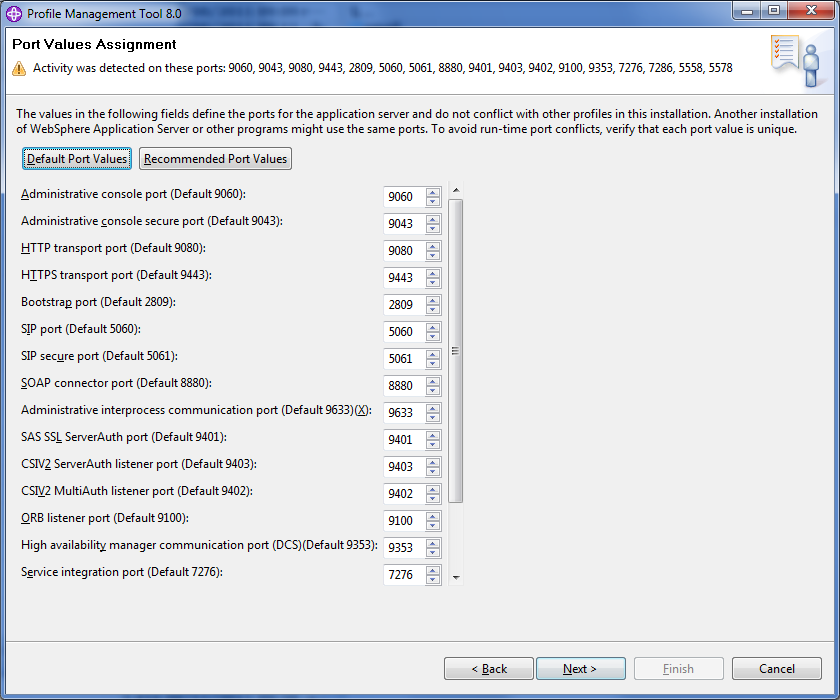 Profile Management Tool 8.0
Port Values Assignment
Activity was detected on these ports: 9060, 9043, 9080, 9443, 2809, 5060, 5061, 8880, 9401, 9403, 9402, 9100, 9353, 7276, 7286, 5558, 5578
The values in the following fields define the ports for the application server and do not conflict with other profiles in this installation. Another installation
of WebSphere Application Server or other programs might use the same ports. To avoid run-time port conflicts, verify that each port value is unique.
Default Port Values Recommended Port Values
Administrative console port (Default 9060): 9060
Administrative console secure port (Default 9043): 9043
HTTP transport port (Default 9080): 9080
HTTPS transport port (Default 9443): 9443
Bootstrap port (Default 2809): 2809
SIP port (Default 5060): 5060
SIP secure port (Default 5061): 5061
SOAP connector port (Default 8880): 8880
Administrative interprocess communication port (Default 9633)(X): 9633
SAS SSL ServerAuth port (Default 9401): 9401
CSIV2 ServerAuth listener port (Default 9403): 9403
CSIV2 MultiAuth listener port (Default 9402): 9402
ORB listener port (Default 9100): 9100
High availability manager communication port (DCS)(Default 9353): 9353
Service integration port (Default 7276): 7276
< Back Next > Finish Cancel